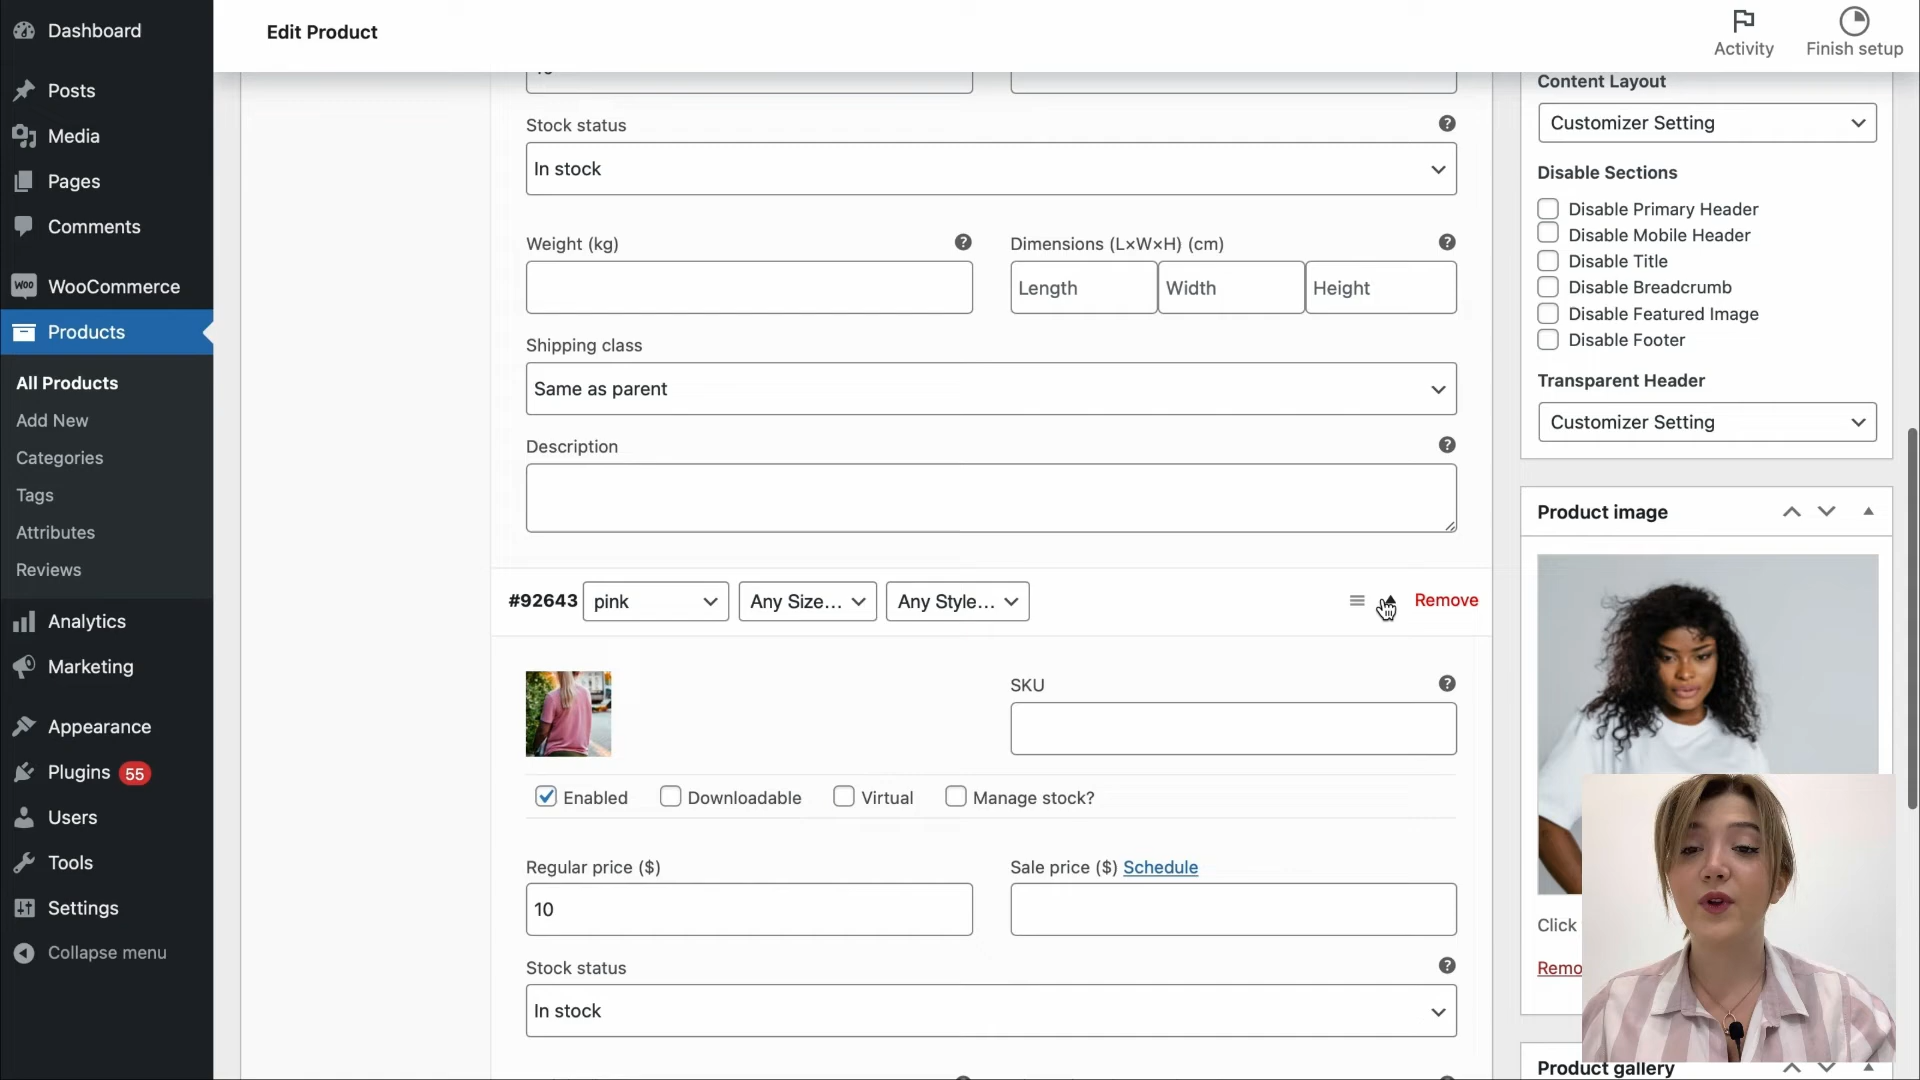 Dashboard
Posts
Media
Pages
Comments
WOO
WooCommerce
Products
All Products
Add New
Categories
Tags
Attributes
Reviews
Analytics
Marketing
Appearance
Plugins 55
Users
Tools
Settings
Collapse menu
Edit Product
Activity
Finish setup
Stock status
In stock
Weight (kg)
Dimensions (L×W×H) (cm)
Length
Width
Height
Shipping class
Same as parent
Description
#92643
pink
Any Size...
Any Style...
Remove
SKU
Enabled
Downloadable
Virtual
Manage stock?
Regular price ($)
Sale price ($) Schedule
10
Stock status
In stock
Content Layout
Customizer Setting
Disable Sections
Disable Primary Header
Disable Mobile Header
Disable Title
Disable Breadcrumb
Disable Featured Image
Disable Footer
Transparent Header
Customizer Setting
Product image
Click
Remo
Product gallery